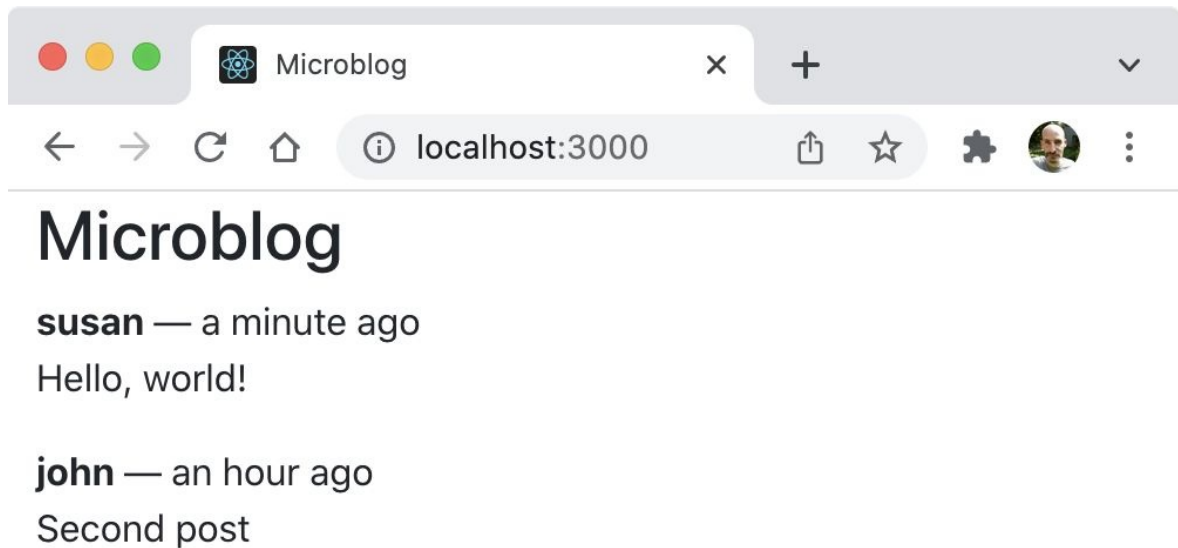 Microblog
localhost:3000
Microblog
susan — a minute ago
Hello, world!
john — an hour ago
Second post